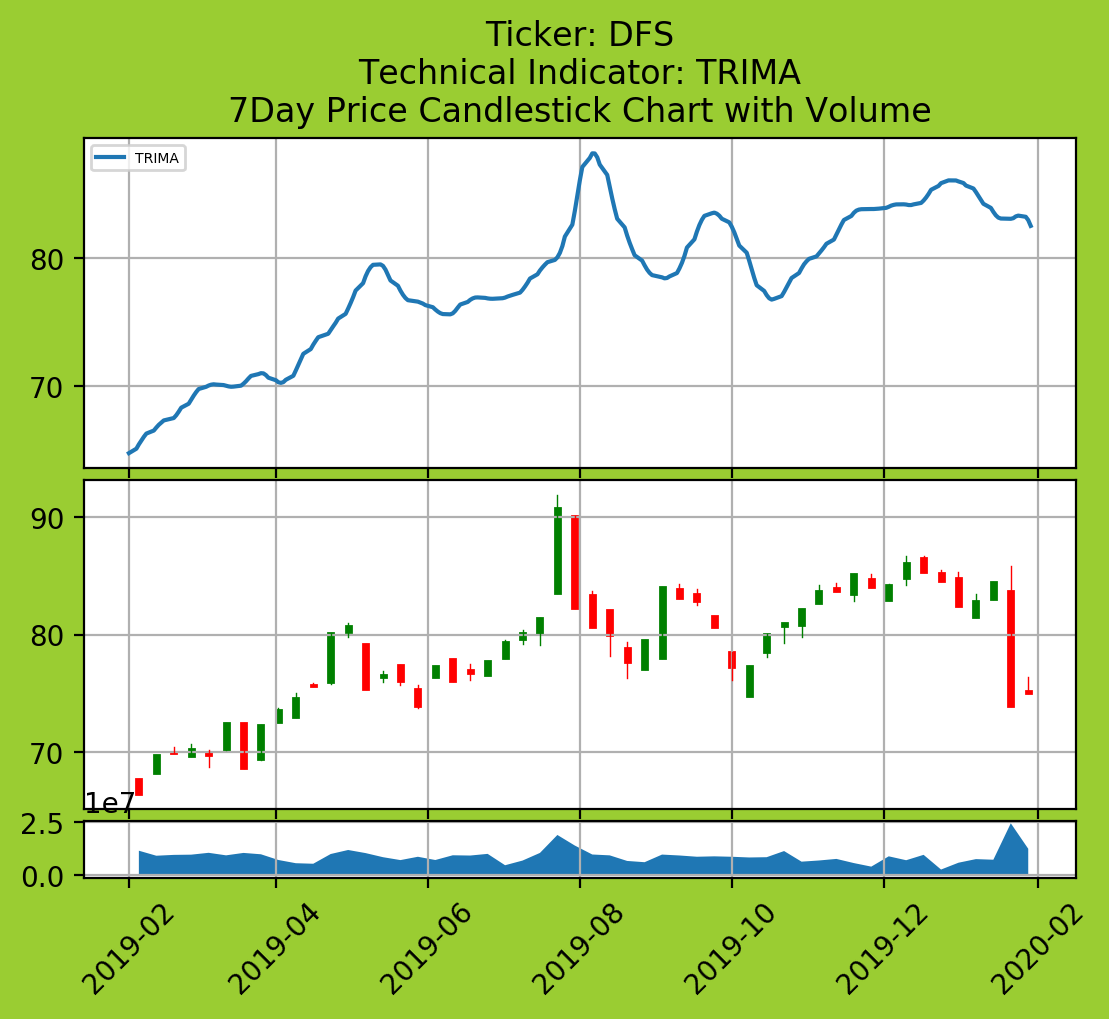 Ticker: DFS
Technical Indicator: TRIMA
7Day Price Candlestick Chart with Volume
TRIMA
80
70
90
80
70
1e7
2.5
0.0
2019-02
2019-04
2019-06
2019-08
2019-10
2019-12
2020-02